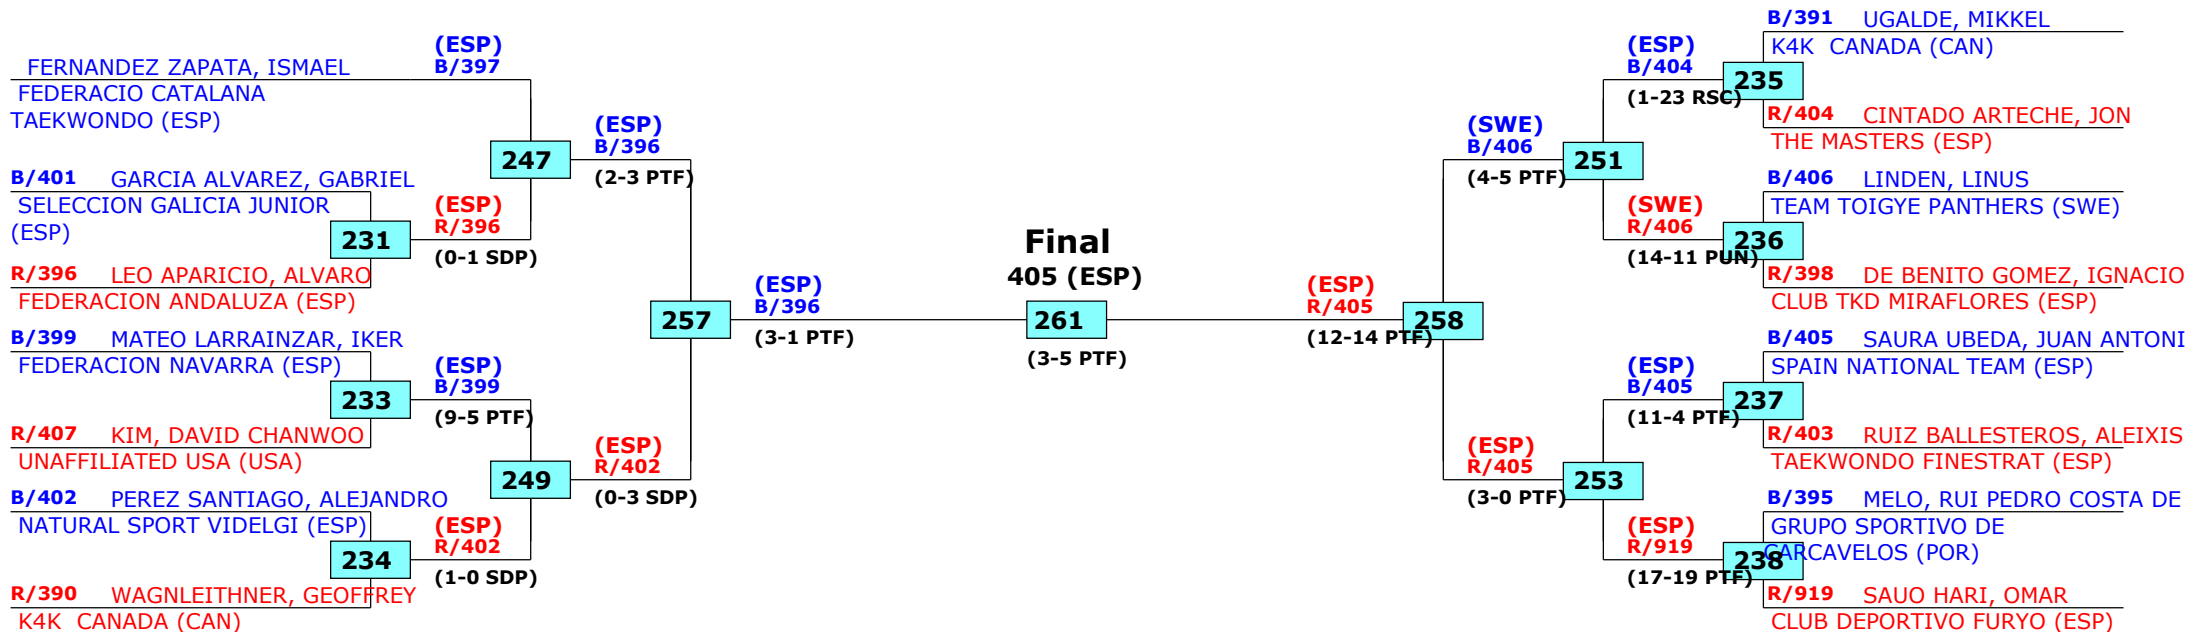 FERNANDEZ ZAPATA, ISMAEL
FEDERACIO CATALANA
TAEKWONDO (ESP)
B/401 GARCIA ALVAREZ, GABRIEL
SELECCION GALICIA JUNIOR
(ESP)
231
R/396 LEO APARICIO, ALVARO
FEDERACION ANDALUZA (ESP)
B/399 MATEO LARRAINZAR, IKER
FEDERACION NAVARRA (ESP)
233
R/407 KIM, DAVID CHANWOO
UNAFFILIATED USA (USA)
B/402 PEREZ SANTIAGO, ALEJANDRO
NATURAL SPORT VIDELGI (ESP)
234
R/390 WAGNLEITHNER, GEOFFREY
K4K CANADA (CAN)
(ESP)
B/397
247
(ESP)
R/396
(0-1 SDP)
(ESP)
B/399
(9-5 PTF)
249
(ESP)
R/402
(1-0 SDP)
(ESP)
B/396
(2-3 PTF)
257
(ESP)
R/402
(0-3 SDP)
(ESP)
B/396
(3-1 PTF)
Final
405 (ESP)
261
(3-5 PTF)
(ESP)
R/405
(12-14 PTF)
258
(SWE)
B/406
(4-5 PTF)
251
(ESP)
R/405
(3-0 PTF)
253
(ESP)
B/404
(1-23 RSC)
(SWE)
R/406
(14-11 PUN)
(ESP)
B/405
(11-4 PTF)
(ESP)
R/919
(17-19 PTF)
B/391 UGALDE, MIKKEL
K4K CANADA (CAN)
235
R/404 CINTADO ARTECHE, JON
THE MASTERS (ESP)
B/406 LINDEN, LINUS
TEAM TOIGYE PANTHERS (SWE)
236
R/398 DE BENITO GOMEZ, IGNACIO
CLUB TKD MIRAFLORES (ESP)
B/405 SAURA UBEDA, JUAN ANTONI
SPAIN NATIONAL TEAM (ESP)
237
R/403 RUIZ BALLESTEROS, ALEIXIS
TAEKWONDO FINESTRAT (ESP)
B/395 MELO, RUI PEDRO COSTA DE
GRUPO SPORTIVO DE
CARCAVELOS (POR)
238
R/919 SAUO HARI, OMAR
CLUB DEPORTIVO FURYO (ESP)